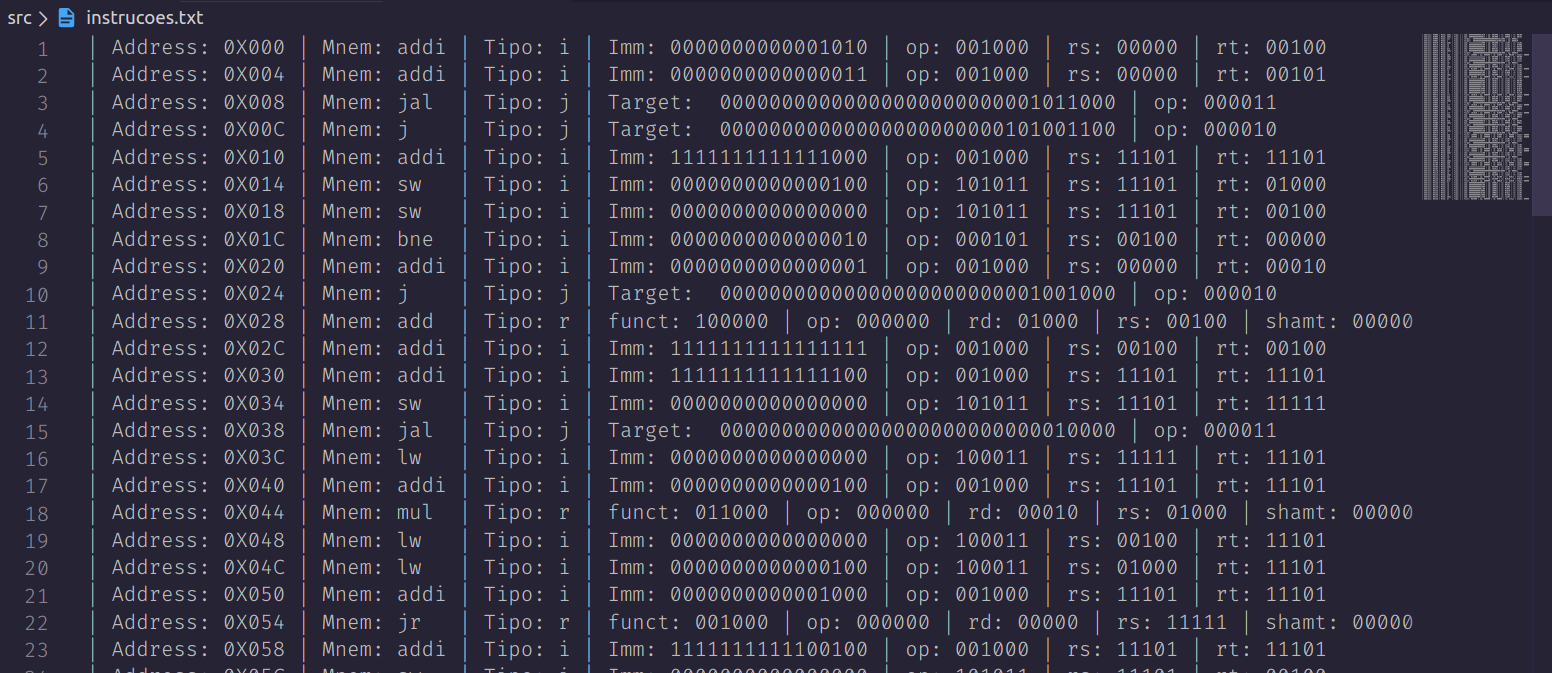 src > instrucoes.txt
1 | Address: 0X000 | Mnem: addi | Tipo: i | Imm: 0000000000001010 | op: 001000 | rs: 00000 | rt: 00100
2 | Address: 0X004 | Mnem: addi | Tipo: i | Imm: 0000000000000011 | op: 001000 | rs: 00000 | rt: 00101
3 | Address: 0X008 | Mnem: jal | Tipo: j | Target: 00000000000000000000000001011000 | op: 000011
4 | Address: 0X00C | Mnem: j | Tipo: j | Target: 00000000000000000000000101001100 | op: 000010
5 | Address: 0X010 | Mnem: addi | Tipo: i | Imm: 1111111111111000 | op: 001000 | rs: 11101 | rt: 11101
6 | Address: 0X014 | Mnem: sw | Tipo: i | Imm: 0000000000000100 | op: 101011 | rs: 11101 | rt: 01000
7 | Address: 0X018 | Mnem: sw | Tipo: i | Imm: 0000000000000000 | op: 101011 | rs: 11101 | rt: 00100
8 | Address: 0X01C | Mnem: bne | Tipo: i | Imm: 0000000000000010 | op: 000101 | rs: 00100 | rt: 00000
9 | Address: 0X020 | Mnem: addi | Tipo: i | Imm: 0000000000000001 | op: 001000 | rs: 00000 | rt: 00010
10 | Address: 0X024 | Mnem: j | Tipo: j | Target: 00000000000000000000000001001000 | op: 000010
11 | Address: 0X028 | Mnem: add | Tipo: r | funct: 100000 | op: 000000 | rd: 01000 | rs: 00100 | shamt: 00000
12 | Address: 0X02C | Mnem: addi | Tipo: i | Imm: 1111111111111111 | op: 001000 | rs: 00100 | rt: 00100
13 | Address: 0X030 | Mnem: addi | Tipo: i | Imm: 1111111111111100 | op: 001000 | rs: 11101 | rt: 11101
14 | Address: 0X034 | Mnem: sw | Tipo: i | Imm: 0000000000000000 | op: 101011 | rs: 11101 | rt: 11111
15 | Address: 0X038 | Mnem: jal | Tipo: j | Target: 00000000000000000000000000010000 | op: 000011
16 | Address: 0X03C | Mnem: lw | Tipo: i | Imm: 0000000000000000 | op: 100011 | rs: 11111 | rt: 11101
17 | Address: 0X040 | Mnem: addi | Tipo: i | Imm: 0000000000000100 | op: 001000 | rs: 11101 | rt: 11101
18 | Address: 0X044 | Mnem: mul | Tipo: r | funct: 011000 | op: 000000 | rd: 00010 | rs: 01000 | shamt: 00000
19 | Address: 0X048 | Mnem: lw | Tipo: i | Imm: 0000000000000000 | op: 100011 | rs: 00100 | rt: 11101
20 | Address: 0X04C | Mnem: lw | Tipo: i | Imm: 0000000000000100 | op: 100011 | rs: 01000 | rt: 11101
21 | Address: 0X050 | Mnem: addi | Tipo: i | Imm: 0000000000001000 | op: 001000 | rs: 11101 | rt: 11101
22 | Address: 0X054 | Mnem: jr | Tipo: r | funct: 001000 | op: 000000 | rd: 00000 | rs: 11111 | shamt: 00000
23 | Address: 0X058 | Mnem: addi | Tipo: i | Imm: 1111111111100100 | op: 001000 | rs: 11101 | rt: 11101